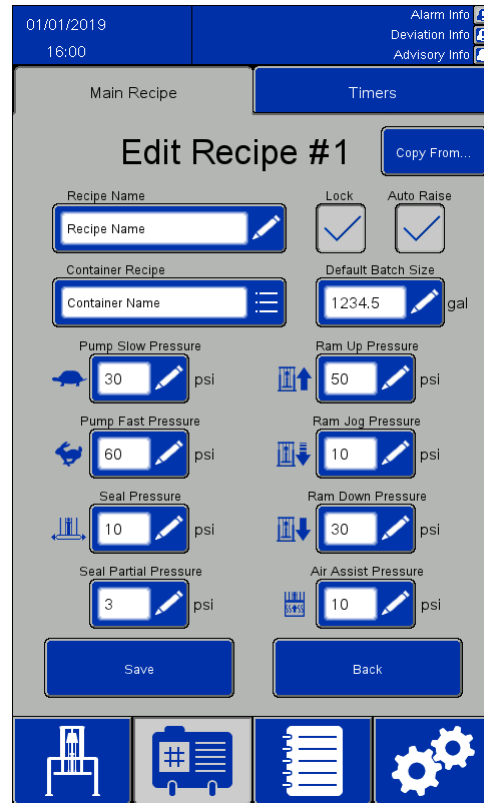 01/01/2019
16:00
Alarm Info
Deviation Info
Advisory Info
Main Recipe
Timers
Edit Recipe #1
Copy From...
Recipe Name
Lock
Auto Raise
Recipe Name
Container Recipe
Default Batch Size
Container Name
1234.5
gal
Pump Slow Pressure
Ram Up Pressure
30
psi
50
psi
Pump Fast Pressure
Ram Jog Pressure
60
psi
10
psi
Seal Pressure
Ram Down Pressure
10
psi
30
psi
Seal Partial Pressure
Air Assist Pressure
3
psi
10
psi
Save
Back
#